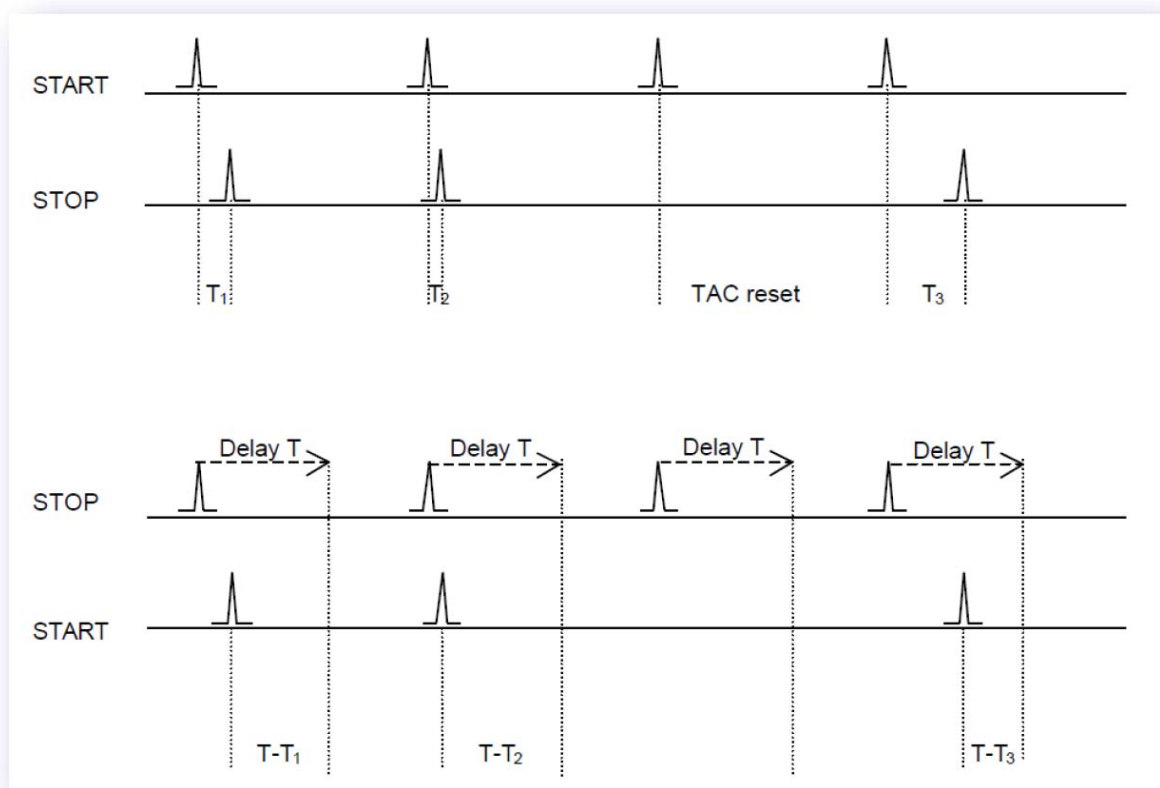 START
STOP
T₁ T₂ TAC reset T₃
Delay T Delay T Delay T Delay T
STOP
START
T-T₁ T-T₂ T-T₃